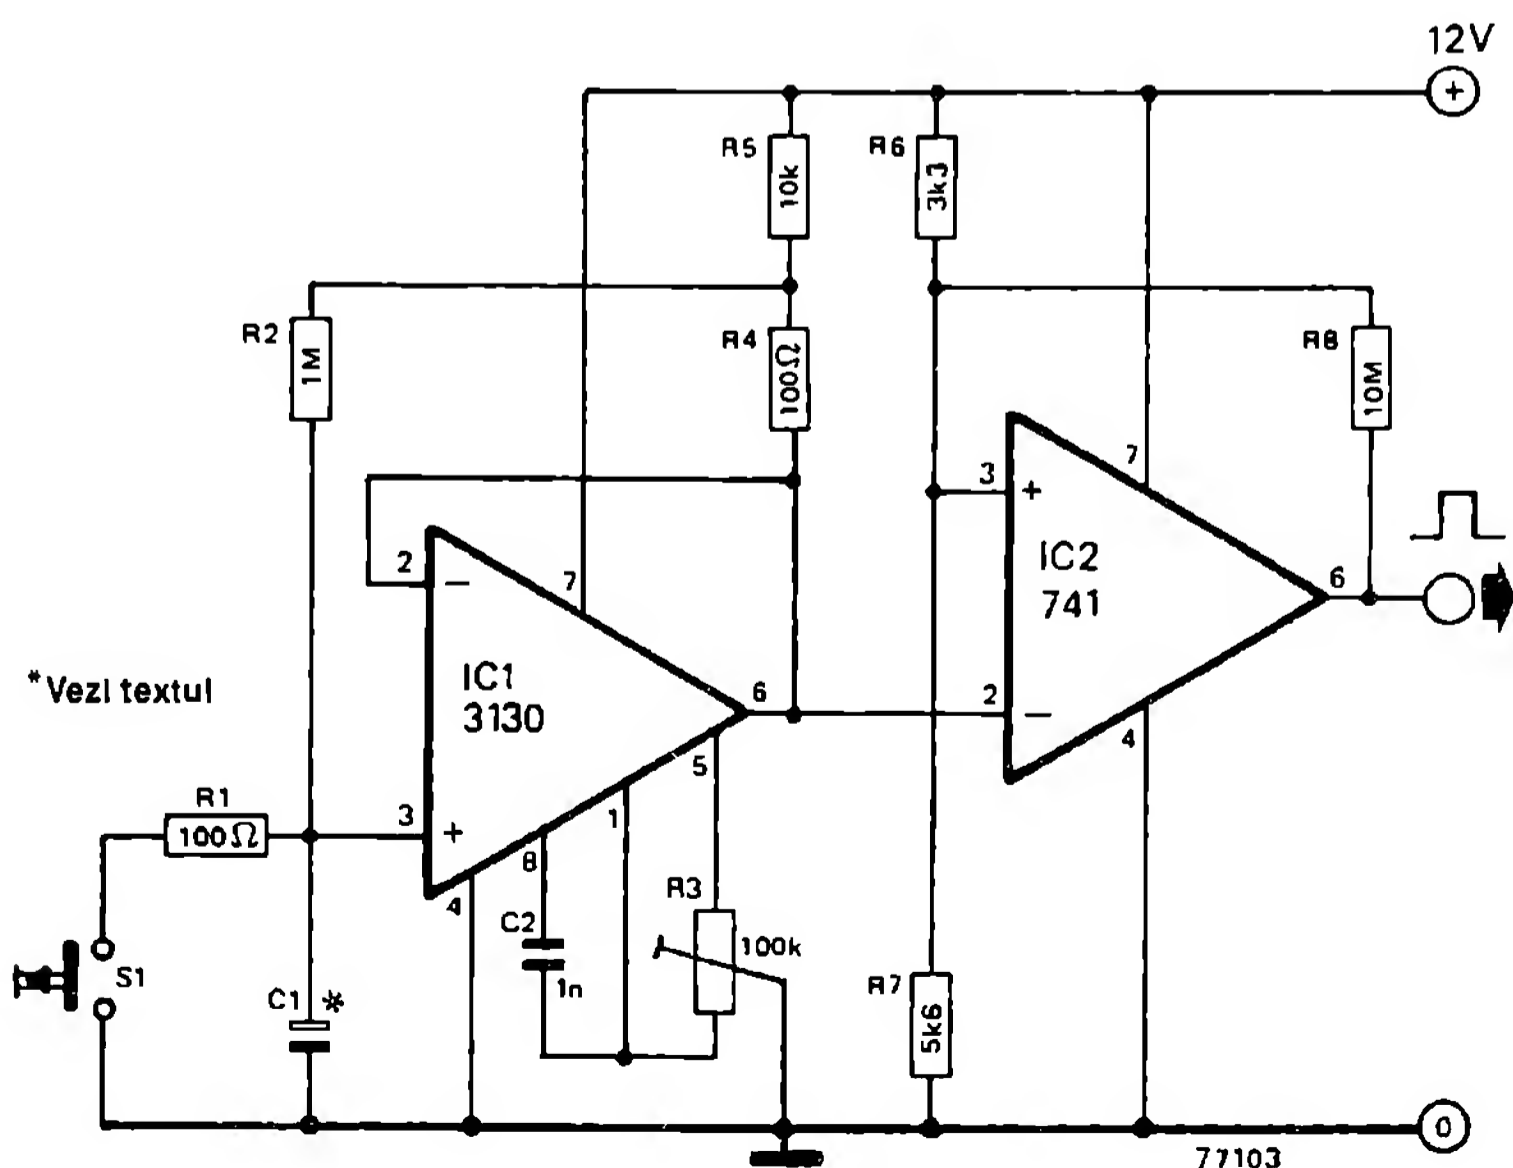 12V
+
R5
10k
R6
3k3
R2
1M
R4
100Ω
R8
10M
3
+
7
IC2
741
6
2
−
7
IC1
3130
6
2
−
4
*Vezi textul
5
R1
100Ω
3
+
1
8
4
R3
100k
C2
1n
S1
C1 *
R7
5k6
0
77103